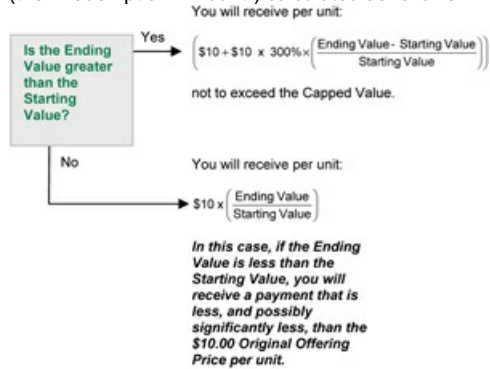 You will receive per unit:
Is the Ending
Value greater
than the
Starting
Value?
Yes
($10 + $10 x 300% x (Ending Value - Starting Value
Starting Value))
not to exceed the Capped Value.
No
You will receive per unit:
$10 x (Ending Value
Starting Value)
In this case, if the Ending
Value is less than the
Starting Value, you will
receive a payment that is
less, and possibly
significantly less, than the
$10.00 Original Offering
Price per unit.